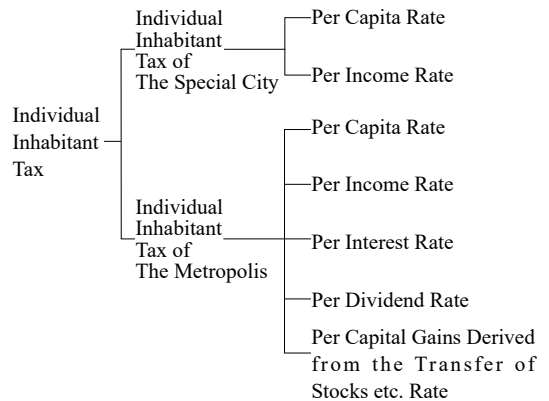 Individual
Inhabitant
Tax
Individual
Inhabitant
Tax of
The Special City
Per Capita Rate
Per Income Rate
Individual
Inhabitant
Tax of
The Metropolis
Per Capita Rate
Per Income Rate
Per Interest Rate
Per Dividend Rate
Per Capital Gains Derived
from the Transfer of
Stocks etc. Rate